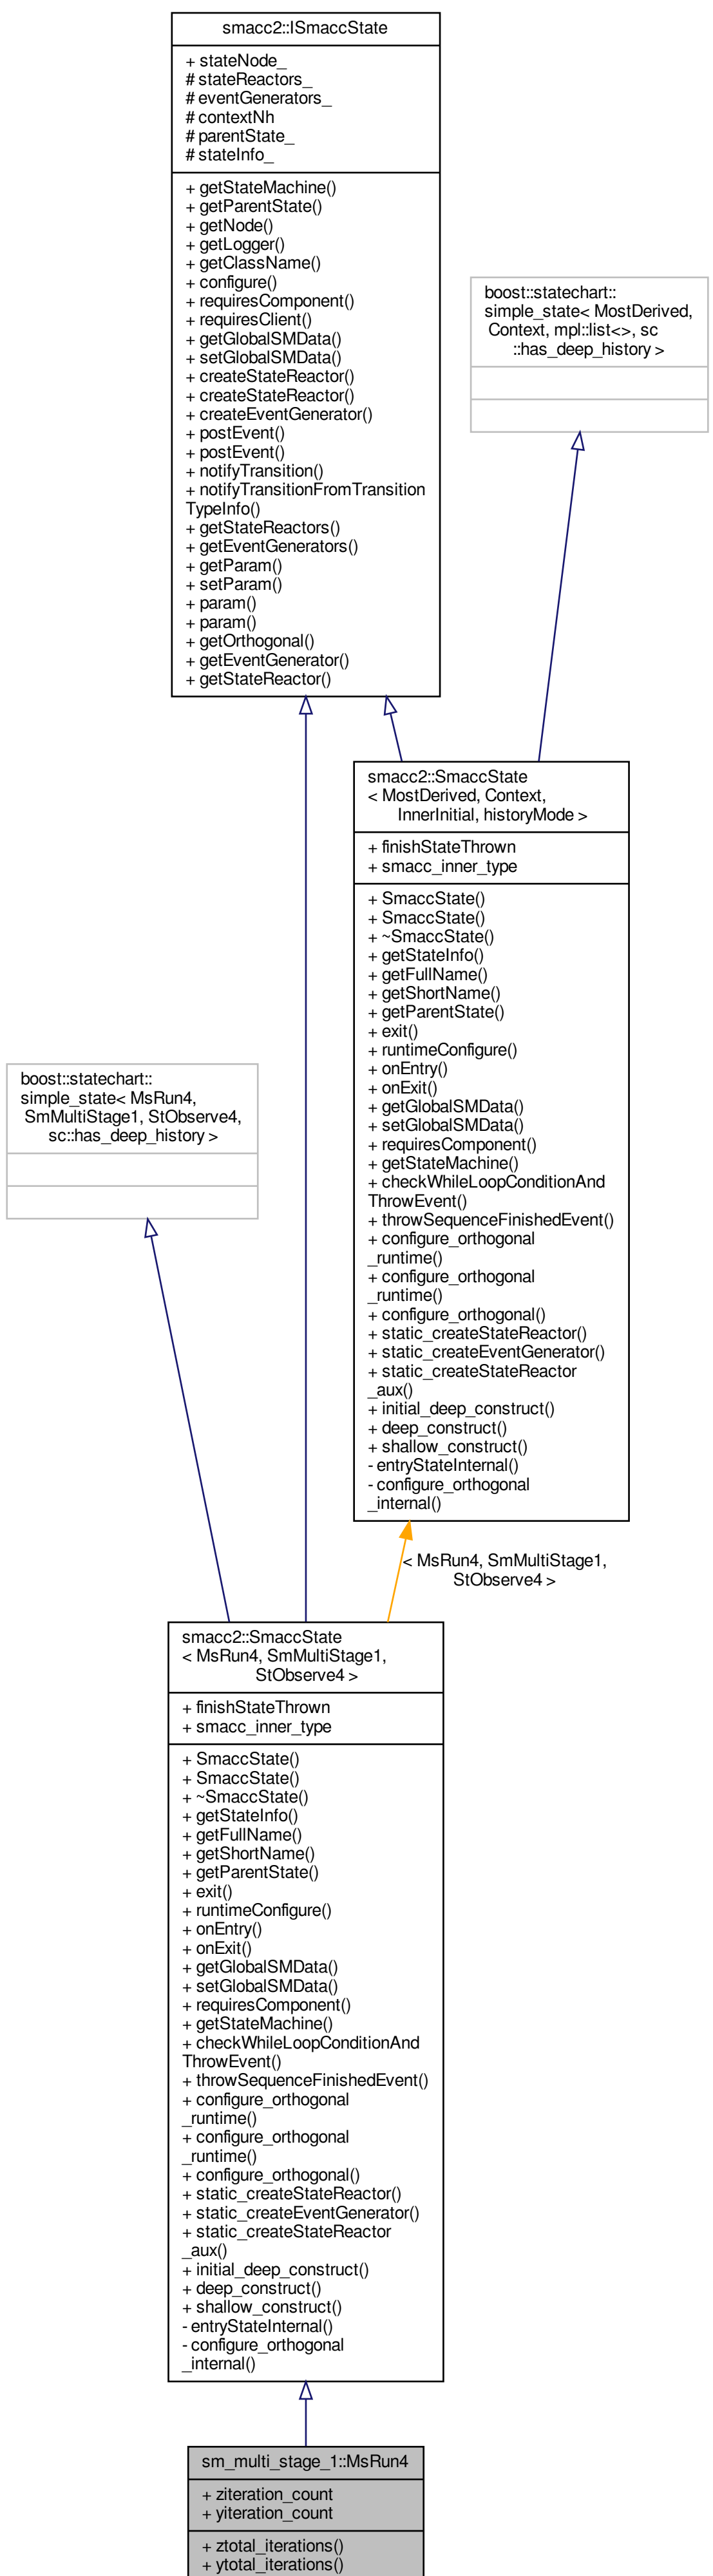 smacc2::ISmaccState
+ stateNode_
# stateReactors_
# eventGenerators_
# contextNh
# parentState_
# stateInfo_
+ getStateMachine()
+ getParentState()
+ getNode()
+ getLogger()
+ getClassName()
+ configure()
+ requiresComponent()
+ requiresClient()
+ getGlobalSMData()
+ setGlobalSMData()
+ createStateReactor()
+ createStateReactor()
+ createEventGenerator()
+ postEvent()
+ postEvent()
+ notifyTransition()
+ notifyTransitionFromTransition
TypeInfo()
+ getStateReactors()
+ getEventGenerators()
+ getParam()
+ setParam()
+ param()
+ param()
+ getOrthogonal()
+ getEventGenerator()
+ getStateReactor()
boost::statechart::
simple_state< MostDerived,
Context, mpl::list<>, sc
::has_deep_history >
smacc2::SmaccState
< MostDerived, Context,
InnerInitial, historyMode >
+ finishStateThrown
+ smacc_inner_type
+ SmaccState()
+ SmaccState()
+ ~SmaccState()
+ getStateInfo()
+ getFullName()
+ getShortName()
+ getParentState()
+ exit()
+ runtimeConfigure()
+ onEntry()
+ onExit()
+ getGlobalSMData()
+ setGlobalSMData()
+ requiresComponent()
+ getStateMachine()
+ checkWhileLoopConditionAnd
ThrowEvent()
+ throwSequenceFinishedEvent()
+ configure_orthogonal
_runtime()
+ configure_orthogonal
_runtime()
+ configure_orthogonal()
+ static_createStateReactor()
+ static_createEventGenerator()
+ static_createStateReactor
_aux()
+ initial_deep_construct()
+ deep_construct()
+ shallow_construct()
- entryStateInternal()
- configure_orthogonal
_internal()
boost::statechart::
simple_state< MsRun4,
SmMultiStage1, StObserve4,
sc::has_deep_history >
< MsRun4, SmMultiStage1,
StObserve4 >
smacc2::SmaccState
< MsRun4, SmMultiStage1,
StObserve4 >
+ finishStateThrown
+ smacc_inner_type
+ SmaccState()
+ SmaccState()
+ ~SmaccState()
+ getStateInfo()
+ getFullName()
+ getShortName()
+ getParentState()
+ exit()
+ runtimeConfigure()
+ onEntry()
+ onExit()
+ getGlobalSMData()
+ setGlobalSMData()
+ requiresComponent()
+ getStateMachine()
+ checkWhileLoopConditionAnd
ThrowEvent()
+ throwSequenceFinishedEvent()
+ configure_orthogonal
_runtime()
+ configure_orthogonal
_runtime()
+ configure_orthogonal()
+ static_createStateReactor()
+ static_createEventGenerator()
+ static_createStateReactor
_aux()
+ initial_deep_construct()
+ deep_construct()
+ shallow_construct()
- entryStateInternal()
- configure_orthogonal
_internal()
sm_multi_stage_1::MsRun4
+ ziteration_count
+ yiteration_count
+ ztotal_iterations()
+ ytotal_iterations()